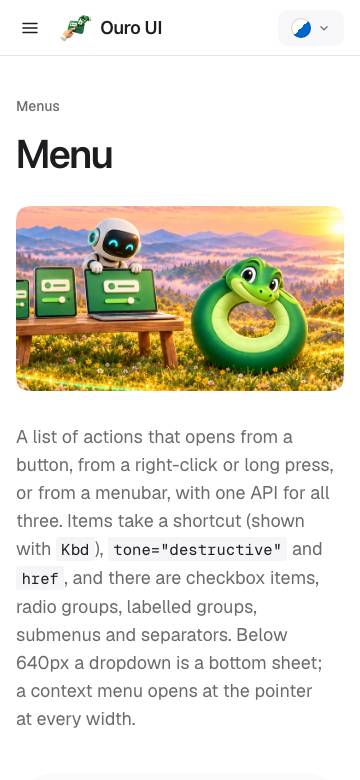 Ouro UI
Menus
Menu
A list of actions that opens from a
button, from a right-click or long press,
or from a menubar, with one API for all
three. Items take a shortcut (shown
with Kbd ), tone="destructive" and
href , and there are checkbox items,
radio groups, labelled groups,
submenus and separators. Below
640px a dropdown is a bottom sheet;
a context menu opens at the pointer
at every width.